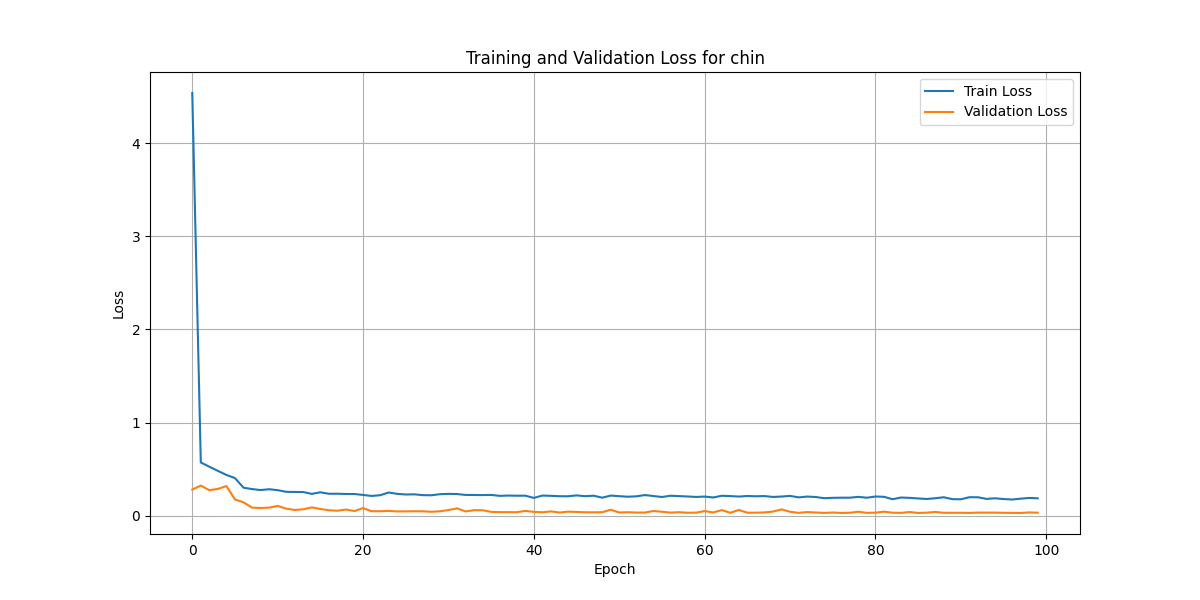 Training and Validation Loss for chin
Train Loss
Validation Loss
4
3
2
1
0
Loss
0 20 40 60 80 100
Epoch